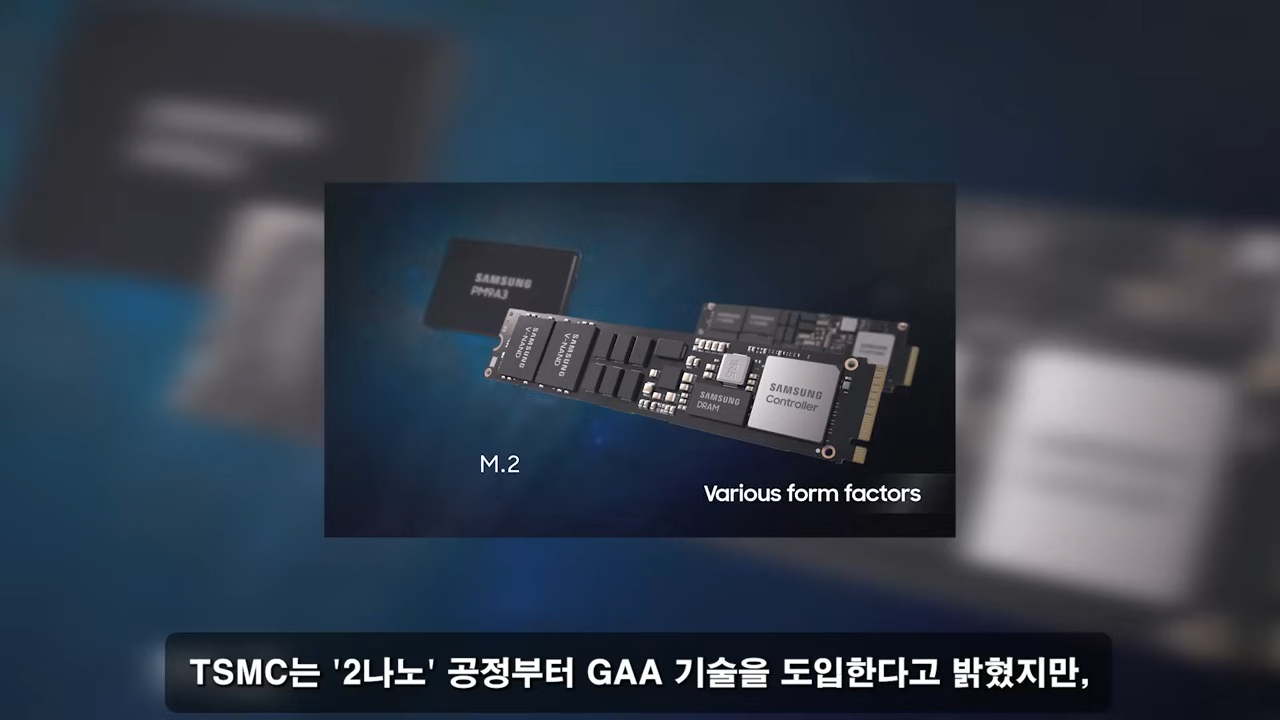 SAMSUNG
PM9A3
SAMSUNG
V-NAND
SAMSUNG
V-NAND
SAMSUNG
DRAM
SAMSUNG
Controller
M.2
Various form factors
TSMC는 '2나노' 공정부터 GAA 기술을 도입한다고 밝혔지만,